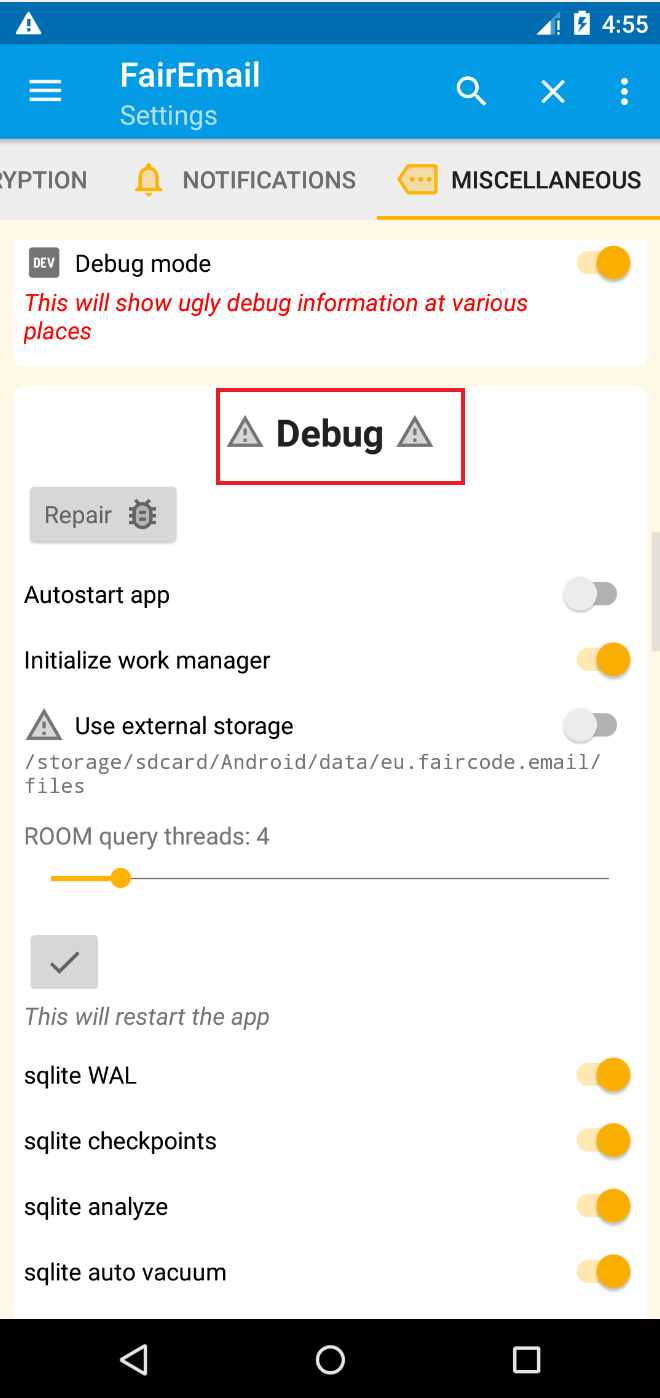 4:55
FairEmail
Settings
RYPTION NOTIFICATIONS MISCELLANEOUS
DEV Debug mode
This will show ugly debug information at various
places
Debug
Repair
Autostart app
Initialize work manager
Use external storage
/storage/sdcard/Android/data/eu.faircode.email/
files
ROOM query threads: 4
This will restart the app
sqlite WAL
sqlite checkpoints
sqlite analyze
sqlite auto vacuum